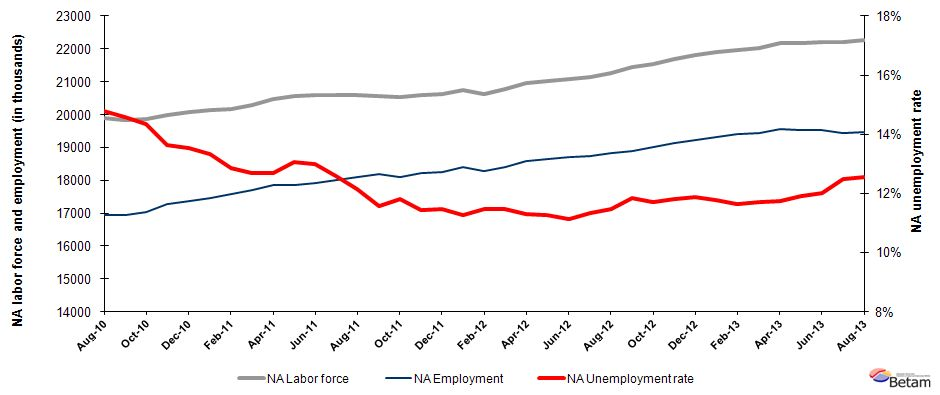 NA labor force and employment (in thousands)
23000
22000
21000
20000
19000
18000
17000
16000
15000
14000
18%
16%
14%
12%
10%
8%
NA unemployment rate
Aug-10
Oct-10
Dec-10
Feb-11
Apr-11
Jun-11
Aug-11
Oct-11
Dec-11
Feb-12
Apr-12
Jun-12
Aug-12
Oct-12
Dec-12
Feb-13
Apr-13
Jun-13
Aug-13
NA Labor force NA Employment NA Unemployment rate
Betam